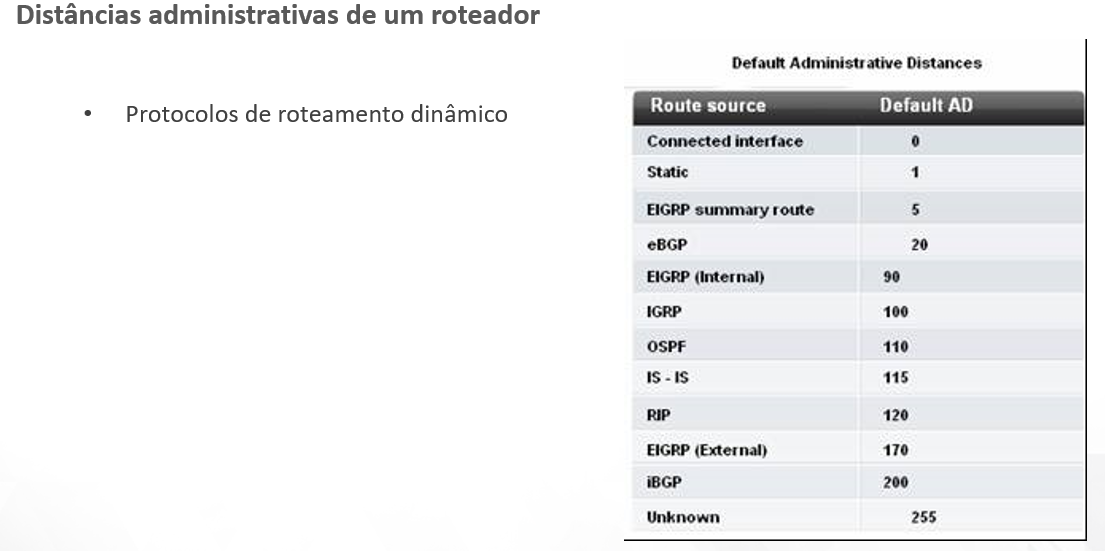 Distâncias administrativas de um roteador
• Protocolos de roteamento dinâmico
Default Administrative Distances
Route source Default AD
Connected interface 0
Static 1
EIGRP summary route 5
eBGP 20
EIGRP (Internal) 90
IGRP 100
OSPF 110
IS - IS 115
RIP 120
EIGRP (External) 170
iBGP 200
Unknown 255